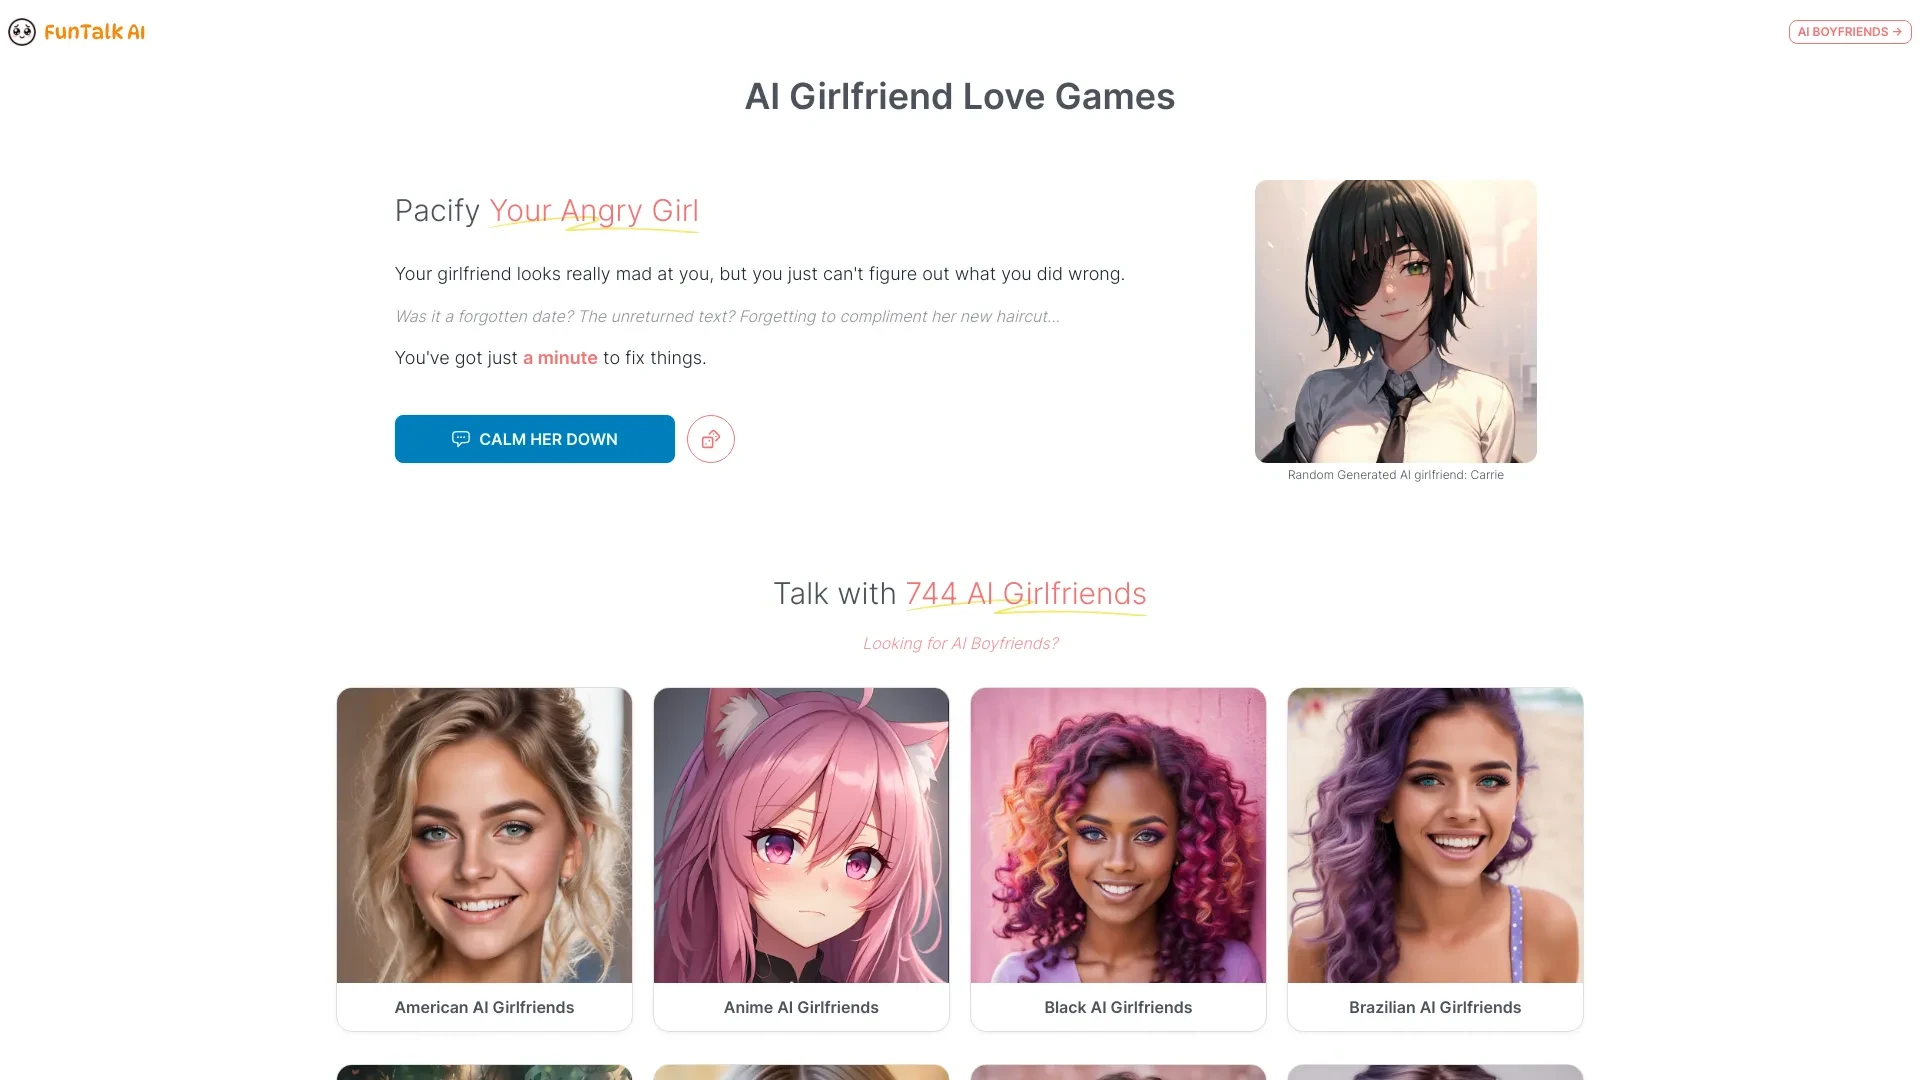 FunTalk AI
AI BOYFRIENDS →
AI Girlfriend Love Games
Pacify Your Angry Girl
Your girlfriend looks really mad at you, but you just can't figure out what you did wrong.
Was it a forgotten date? The unreturned text? Forgetting to compliment her new haircut...
You've got just a minute to fix things.
CALM HER DOWN
Random Generated AI girlfriend: Carrie
Talk with 744 AI Girlfriends
Looking for AI Boyfriends?
American AI Girlfriends
Anime AI Girlfriends
Black AI Girlfriends
Brazilian AI Girlfriends